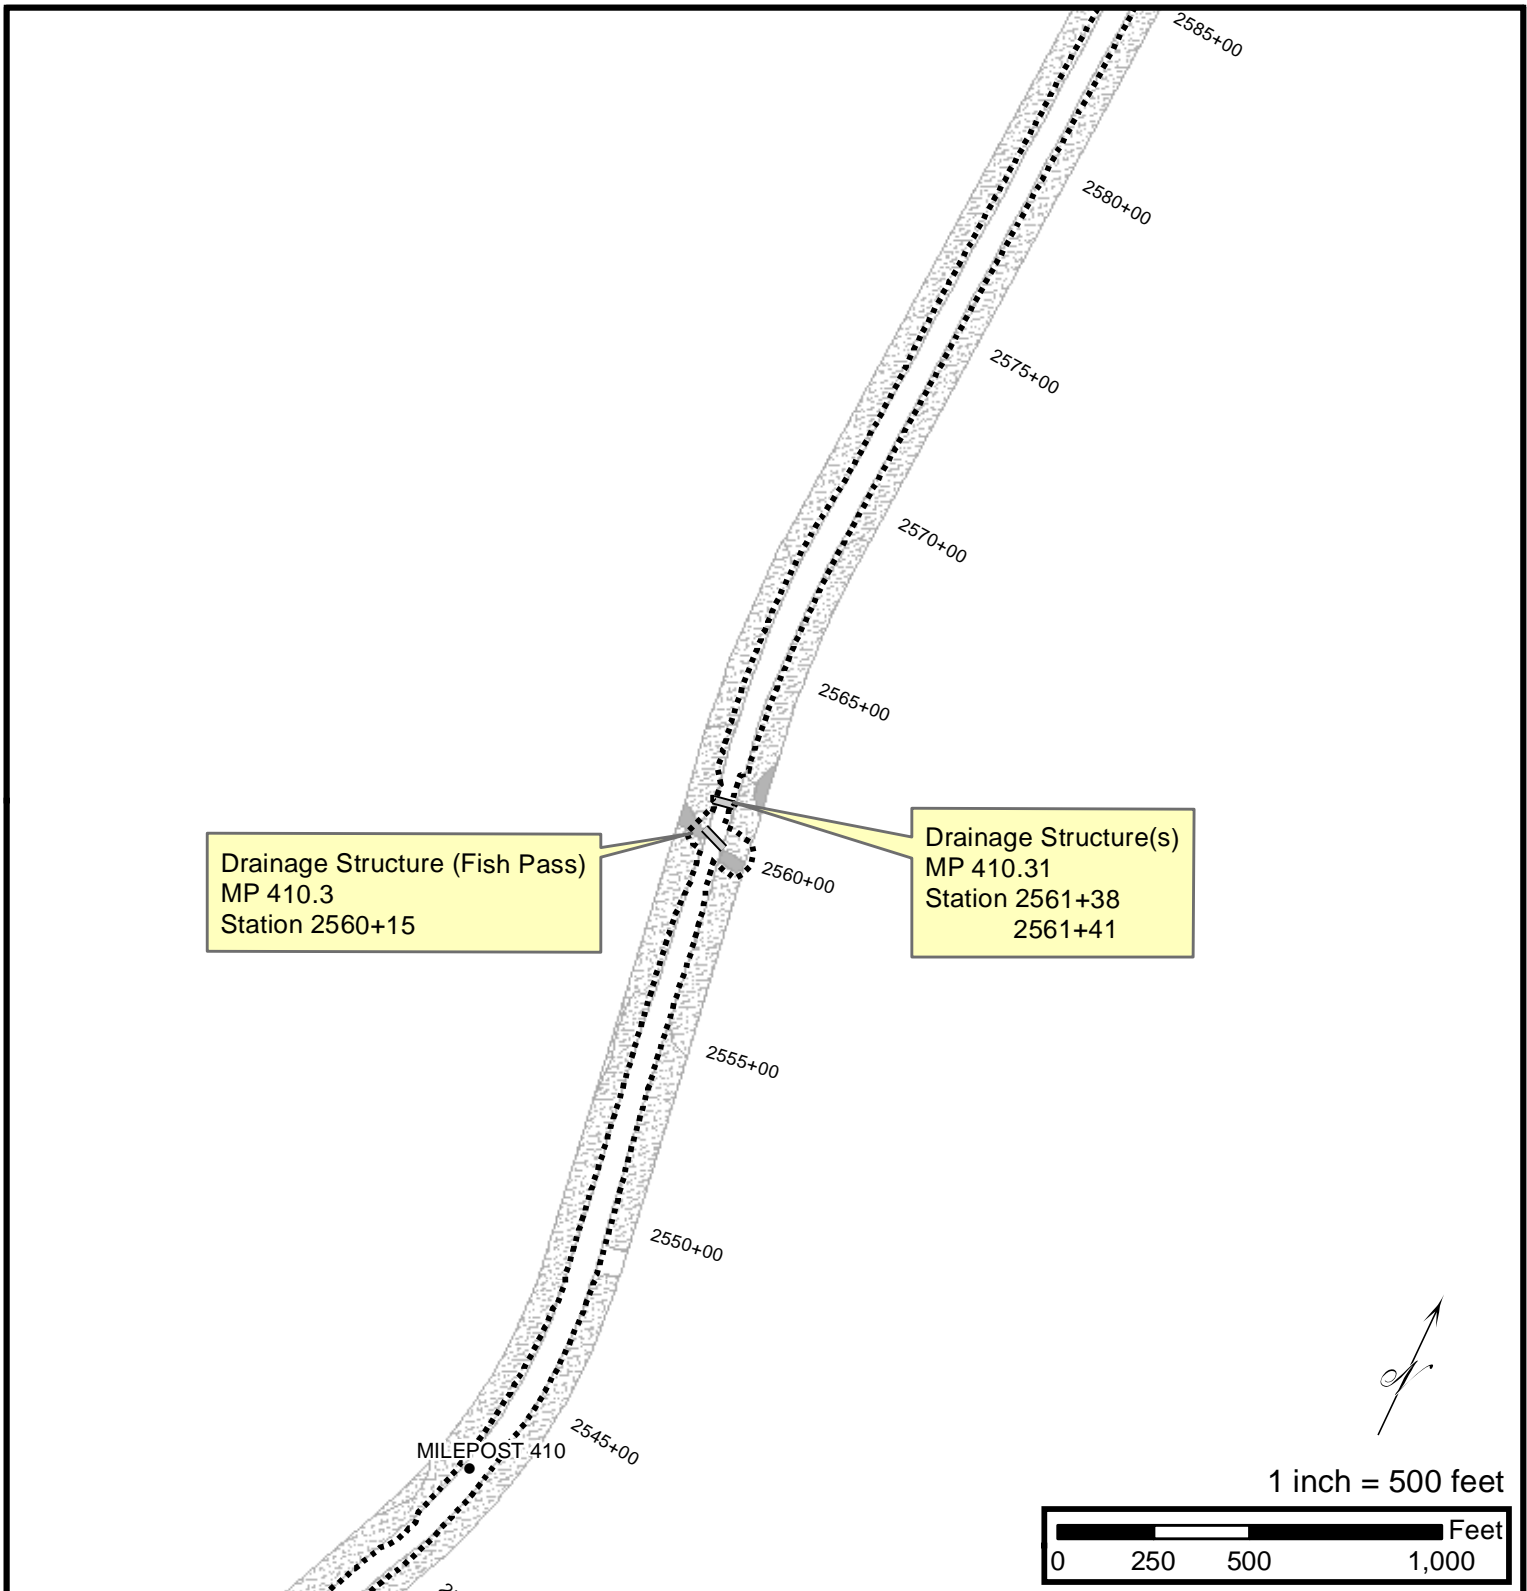 2585+00
2580+00
2575+00
2570+00
2565+00
Drainage Structure (Fish Pass)
MP 410.3
Station 2560+15
Drainage Structure(s)
MP 410.31
Station 2561+38
2561+41
2560+00
2555+00
2550+00
2545+00
MILEPOST 410
N
1 inch = 500 feet
Feet
0 250 500 1,000